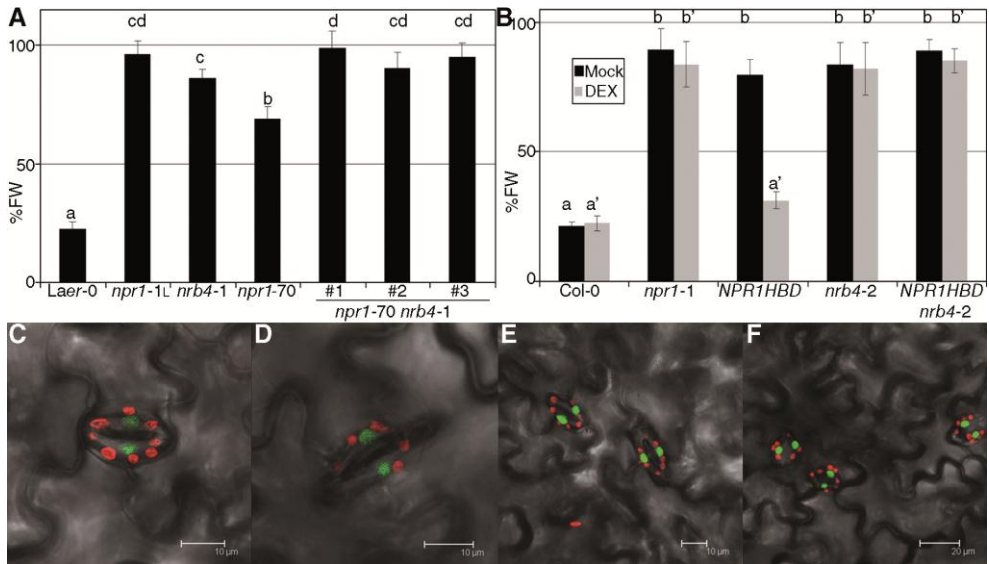 A
cd
cd
d
cd
c
b
a
100
50
0
%FW
Laer-0
npr1-1L
nrb4-1
npr1-70
#1
#2
#3
npr1-70 nrb4-1
B
b
b'
b
b
b'
b
b'
a
a'
a'
Mock
DEX
100
50
0
%FW
Col-0
npr1-1
NPR1HBD
nrb4-2
NPR1HBD
nrb4-2
C
10 µm
D
10 µm
E
10 µm
F
20 µm